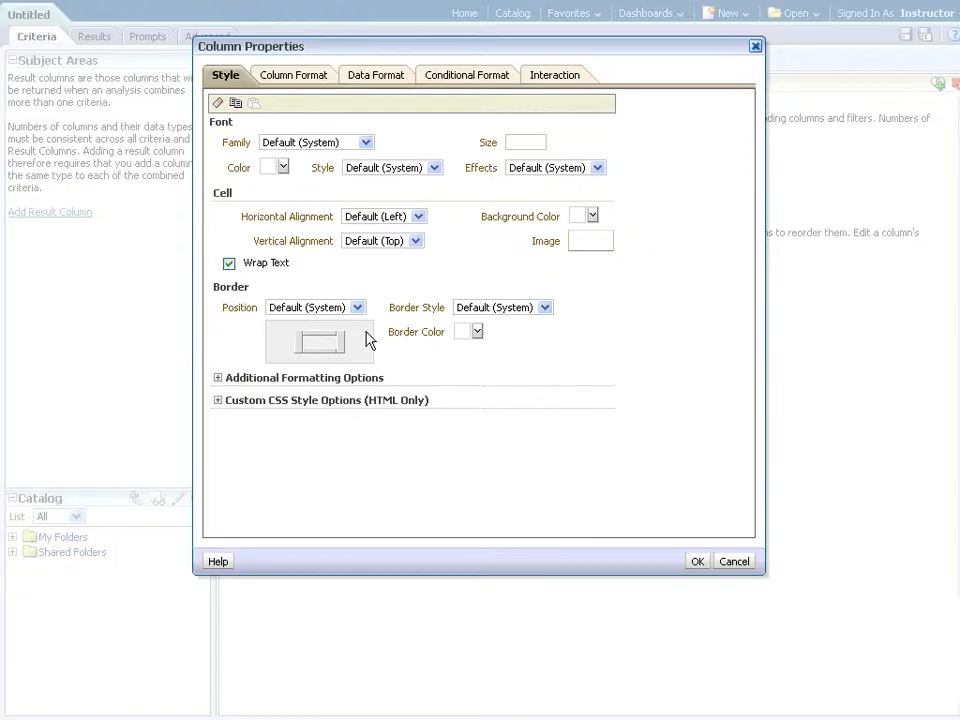 Untitled
Home Catalog Favorites Dashboards New Open Signed In As Instructor
Criteria Results Prompts Advanced
Column Properties
Subject Areas
Result columns are those columns that wi
be returned when an analysis combines
more than one criteria.
Numbers of columns and their data types
must be consistent across all criteria and
Result Columns. Adding a result column
therefore requires that you add a column
the same type to each of the combined
criteria.
Add Result Column
Style Column Format Data Format Conditional Format Interaction
ding columns and filters. Numbers of
ns to reorder them. Edit a column's
Font
Family Default (System) Size
Color Style Default (System) Effects Default (System)
Cell
Horizontal Alignment Default (Left) Background Color
Vertical Alignment Default (Top) Image
Wrap Text
Border
Position Default (System) Border Style Default (System)
Border Color
Additional Formatting Options
Custom CSS Style Options (HTML Only)
Catalog
List All
My Folders
Shared Folders
Help OK Cancel